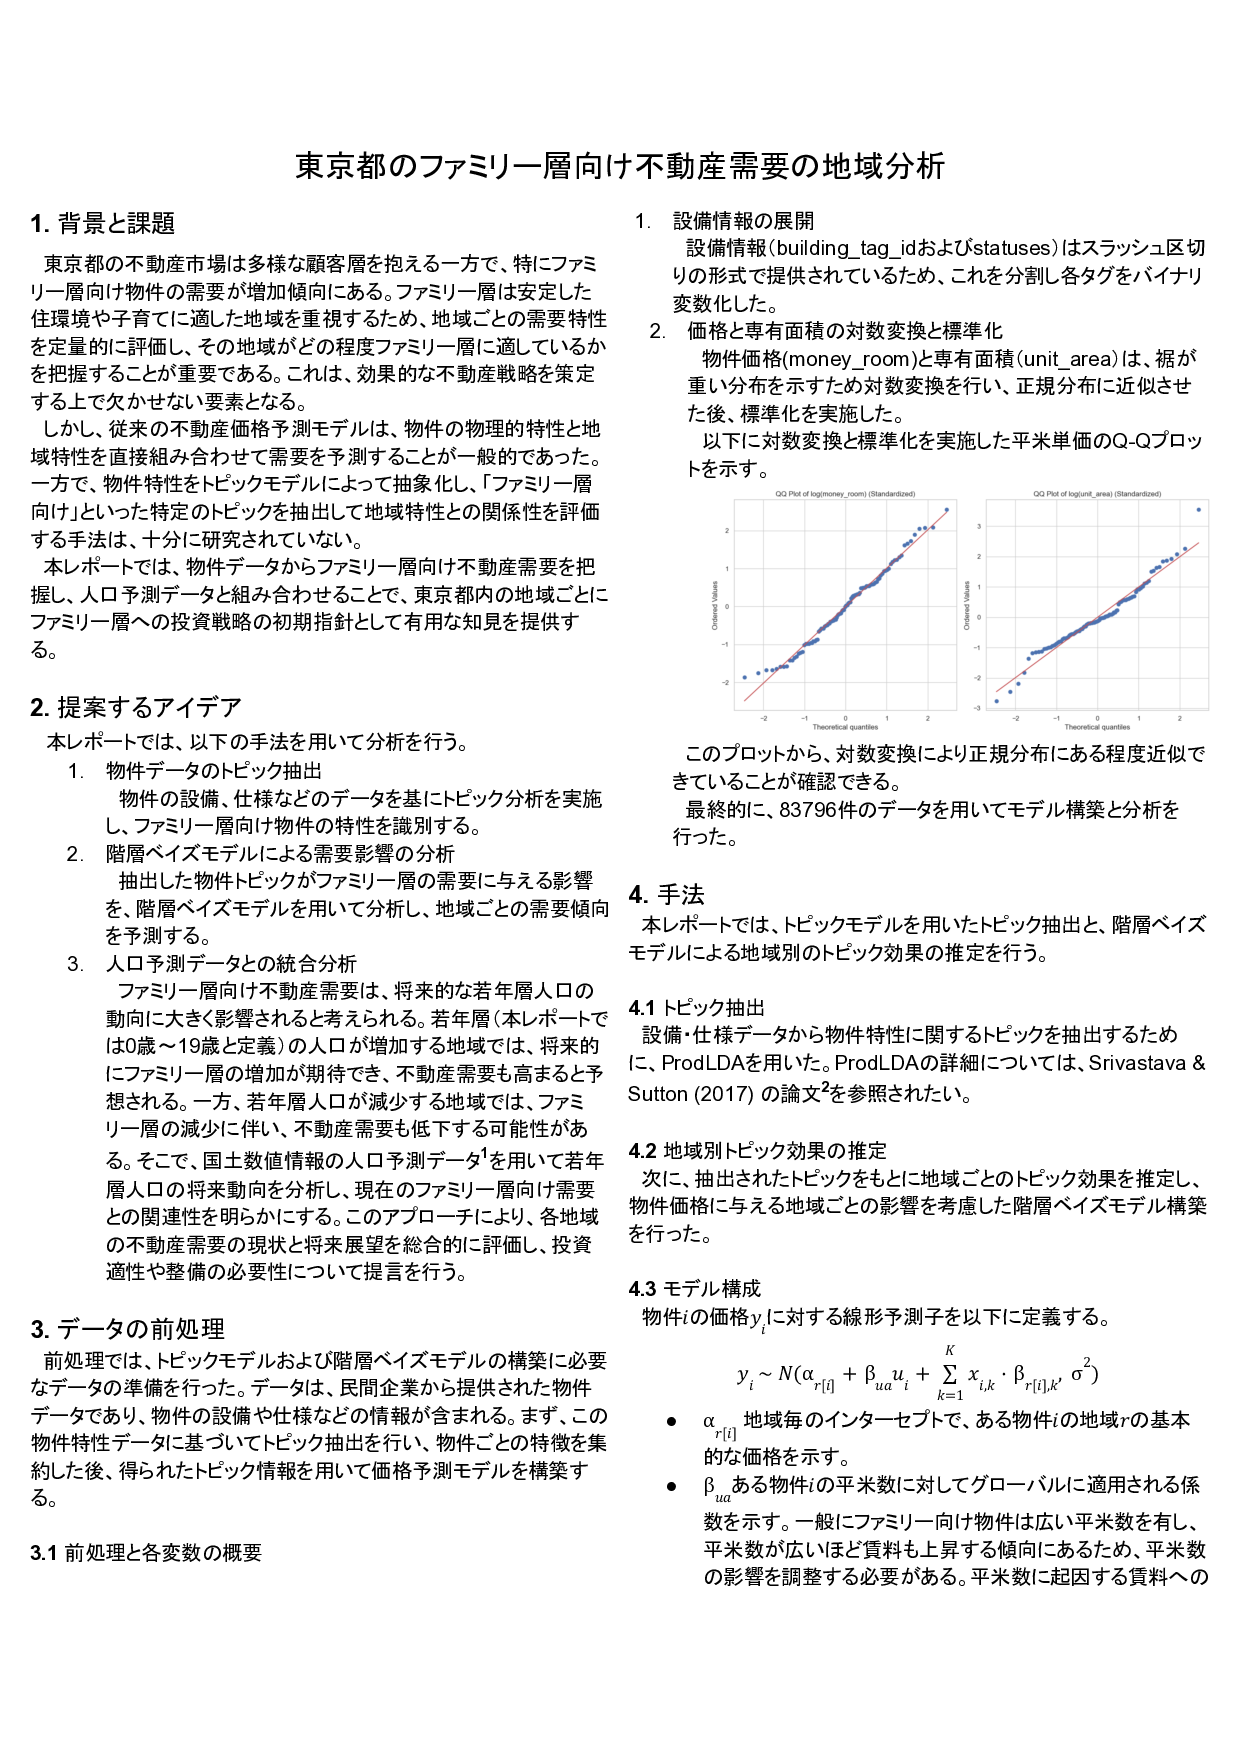 東京都のファミリー層向け不動産需要の地域分析
1. 背景と課題
東京都の不動産市場は多様な顧客層を抱える一方で、特にファミ
リー層向け物件の需要が増加傾向にある。ファミリー層は安定した
住環境や子育てに適した地域を重視するため、地域ごとの需要特性
を定量的に評価し、その地域がどの程度ファミリー層に適しているか
を把握することが重要である。これは、効果的な不動産戦略を策定
する上で欠かせない要素となる。
しかし、従来の不動産価格予測モデルは、物件の物理的特性と地
域特性を直接組み合わせて需要を予測することが一般的であった。
一方で、物件特性をトピックモデルによって抽象化し、「ファミリー層
向け」といった特定のトピックを抽出して地域特性との関係性を評価
する手法は、十分に研究されていない。
本レポートでは、物件データからファミリー層向け不動産需要を把
握し、人口予測データと組み合わせることで、東京都内の地域ごとに
ファミリー層への投資戦略の初期指針として有用な知見を提供す
る。
2. 提案するアイデア
本レポートでは、以下の手法を用いて分析を行う。
1. 物件データのトピック抽出
物件の設備、仕様などのデータを基にトピック分析を実施
し、ファミリー層向け物件の特性を識別する。
2. 階層ベイズモデルによる需要影響の分析
抽出した物件トピックがファミリー層の需要に与える影響
を、階層ベイズモデルを用いて分析し、地域ごとの需要傾向
を予測する。
3. 人口予測データとの統合分析
ファミリー層向け不動産需要は、将来的な若年層人口の
動向に大きく影響されると考えられる。若年層（本レポートで
は0歳～19歳と定義）の人口が増加する地域では、将来的
にファミリー層の増加が期待でき、不動産需要も高まると予
想される。一方、若年層人口が減少する地域では、ファミ
リー層の減少に伴い、不動産需要も低下する可能性があ
る。そこで、国土数値情報の人口予測データ¹を用いて若年
層人口の将来動向を分析し、現在のファミリー層向け需要
との関連性を明らかにする。このアプローチにより、各地域
の不動産需要の現状と将来展望を総合的に評価し、投資
適性や整備の必要性について提言を行う。
3. データの前処理
前処理では、トピックモデルおよび階層ベイズモデルの構築に必要
なデータの準備を行った。データは、民間企業から提供された物件
データであり、物件の設備や仕様などの情報が含まれる。まず、この
物件特性データに基づいてトピック抽出を行い、物件ごとの特徴を集
約した後、得られたトピック情報を用いて価格予測モデルを構築す
る。
3.1 前処理と各変数の概要
1. 設備情報の展開
設備情報（building_tag_idおよびstatuses）はスラッシュ区切
りの形式で提供されているため、これを分割し各タグをバイナリ
変数化した。
2. 価格と専有面積の対数変換と標準化
物件価格(money_room)と専有面積（unit_area）は、裾が
重い分布を示すため対数変換を行い、正規分布に近似させ
た後、標準化を実施した。
以下に対数変換と標準化を実施した平米単価のQ-Qプロッ
トを示す。
QQ Plot of log(money_room) (Standardized)
Ordered Values
2
1
0
−1
−2
−2 −1 0 1 2
Theoretical quantiles
QQ Plot of log(unit_area) (Standardized)
Ordered Values
3
2
1
0
−1
−2
−3
−2 −1 0 1 2
Theoretical quantiles
このプロットから、対数変換により正規分布にある程度近似で
きていることが確認できる。
最終的に、83796件のデータを用いてモデル構築と分析を
行った。
4. 手法
本レポートでは、トピックモデルを用いたトピック抽出と、階層ベイズ
モデルによる地域別のトピック効果の推定を行う。
4.1 トピック抽出
設備・仕様データから物件特性に関するトピックを抽出するため
に、ProdLDAを用いた。ProdLDAの詳細については、Srivastava &
Sutton (2017) の論文²を参照されたい。
4.2 地域別トピック効果の推定
次に、抽出されたトピックをもとに地域ごとのトピック効果を推定し、
物件価格に与える地域ごとの影響を考慮した階層ベイズモデル構築
を行った。
4.3 モデル構成
物件iの価格y_iに対する線形予測子を以下に定義する。
y_i ~ N(α_r[i] + β_ua u_i + Σ_{k=1}^{K} x_{i,k} · β_{r[i],k}, σ²)
● α_r[i] 地域毎のインターセプトで、ある物件iの地域rの基本
的な価格を示す。
● β_uaある物件iの平米数に対してグローバルに適用される係
数を示す。一般にファミリー向け物件は広い平米数を有し、
平米数が広いほど賃料も上昇する傾向にあるため、平米数
の影響を調整する必要がある。平米数に起因する賃料への